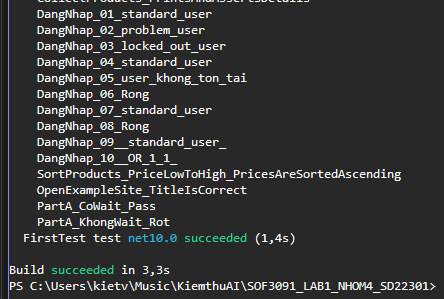 CollectProducts_PrintsAndAssertsDetails
DangNhap_01_standard_user
DangNhap_02_problem_user
DangNhap_03_locked_out_user
DangNhap_04_standard_user
DangNhap_05_user_khong_ton_tai
DangNhap_06_Rong
DangNhap_07_standard_user
DangNhap_08_Rong
DangNhap_09__standard_user_
DangNhap_10__OR_1_1_
SortProducts_PriceLowToHigh_PricesAreSortedAscending
OpenExampleSite_TitleIsCorrect
PartA_CoWait_Pass
PartA_KhongWait_Rot
FirstTest test net10.0 succeeded (1,4s)
Build succeeded in 3,3s
PS C:\Users\kietv\Music\KiemthuAI\SOF3091_LAB1_NHOM4_SD22301>